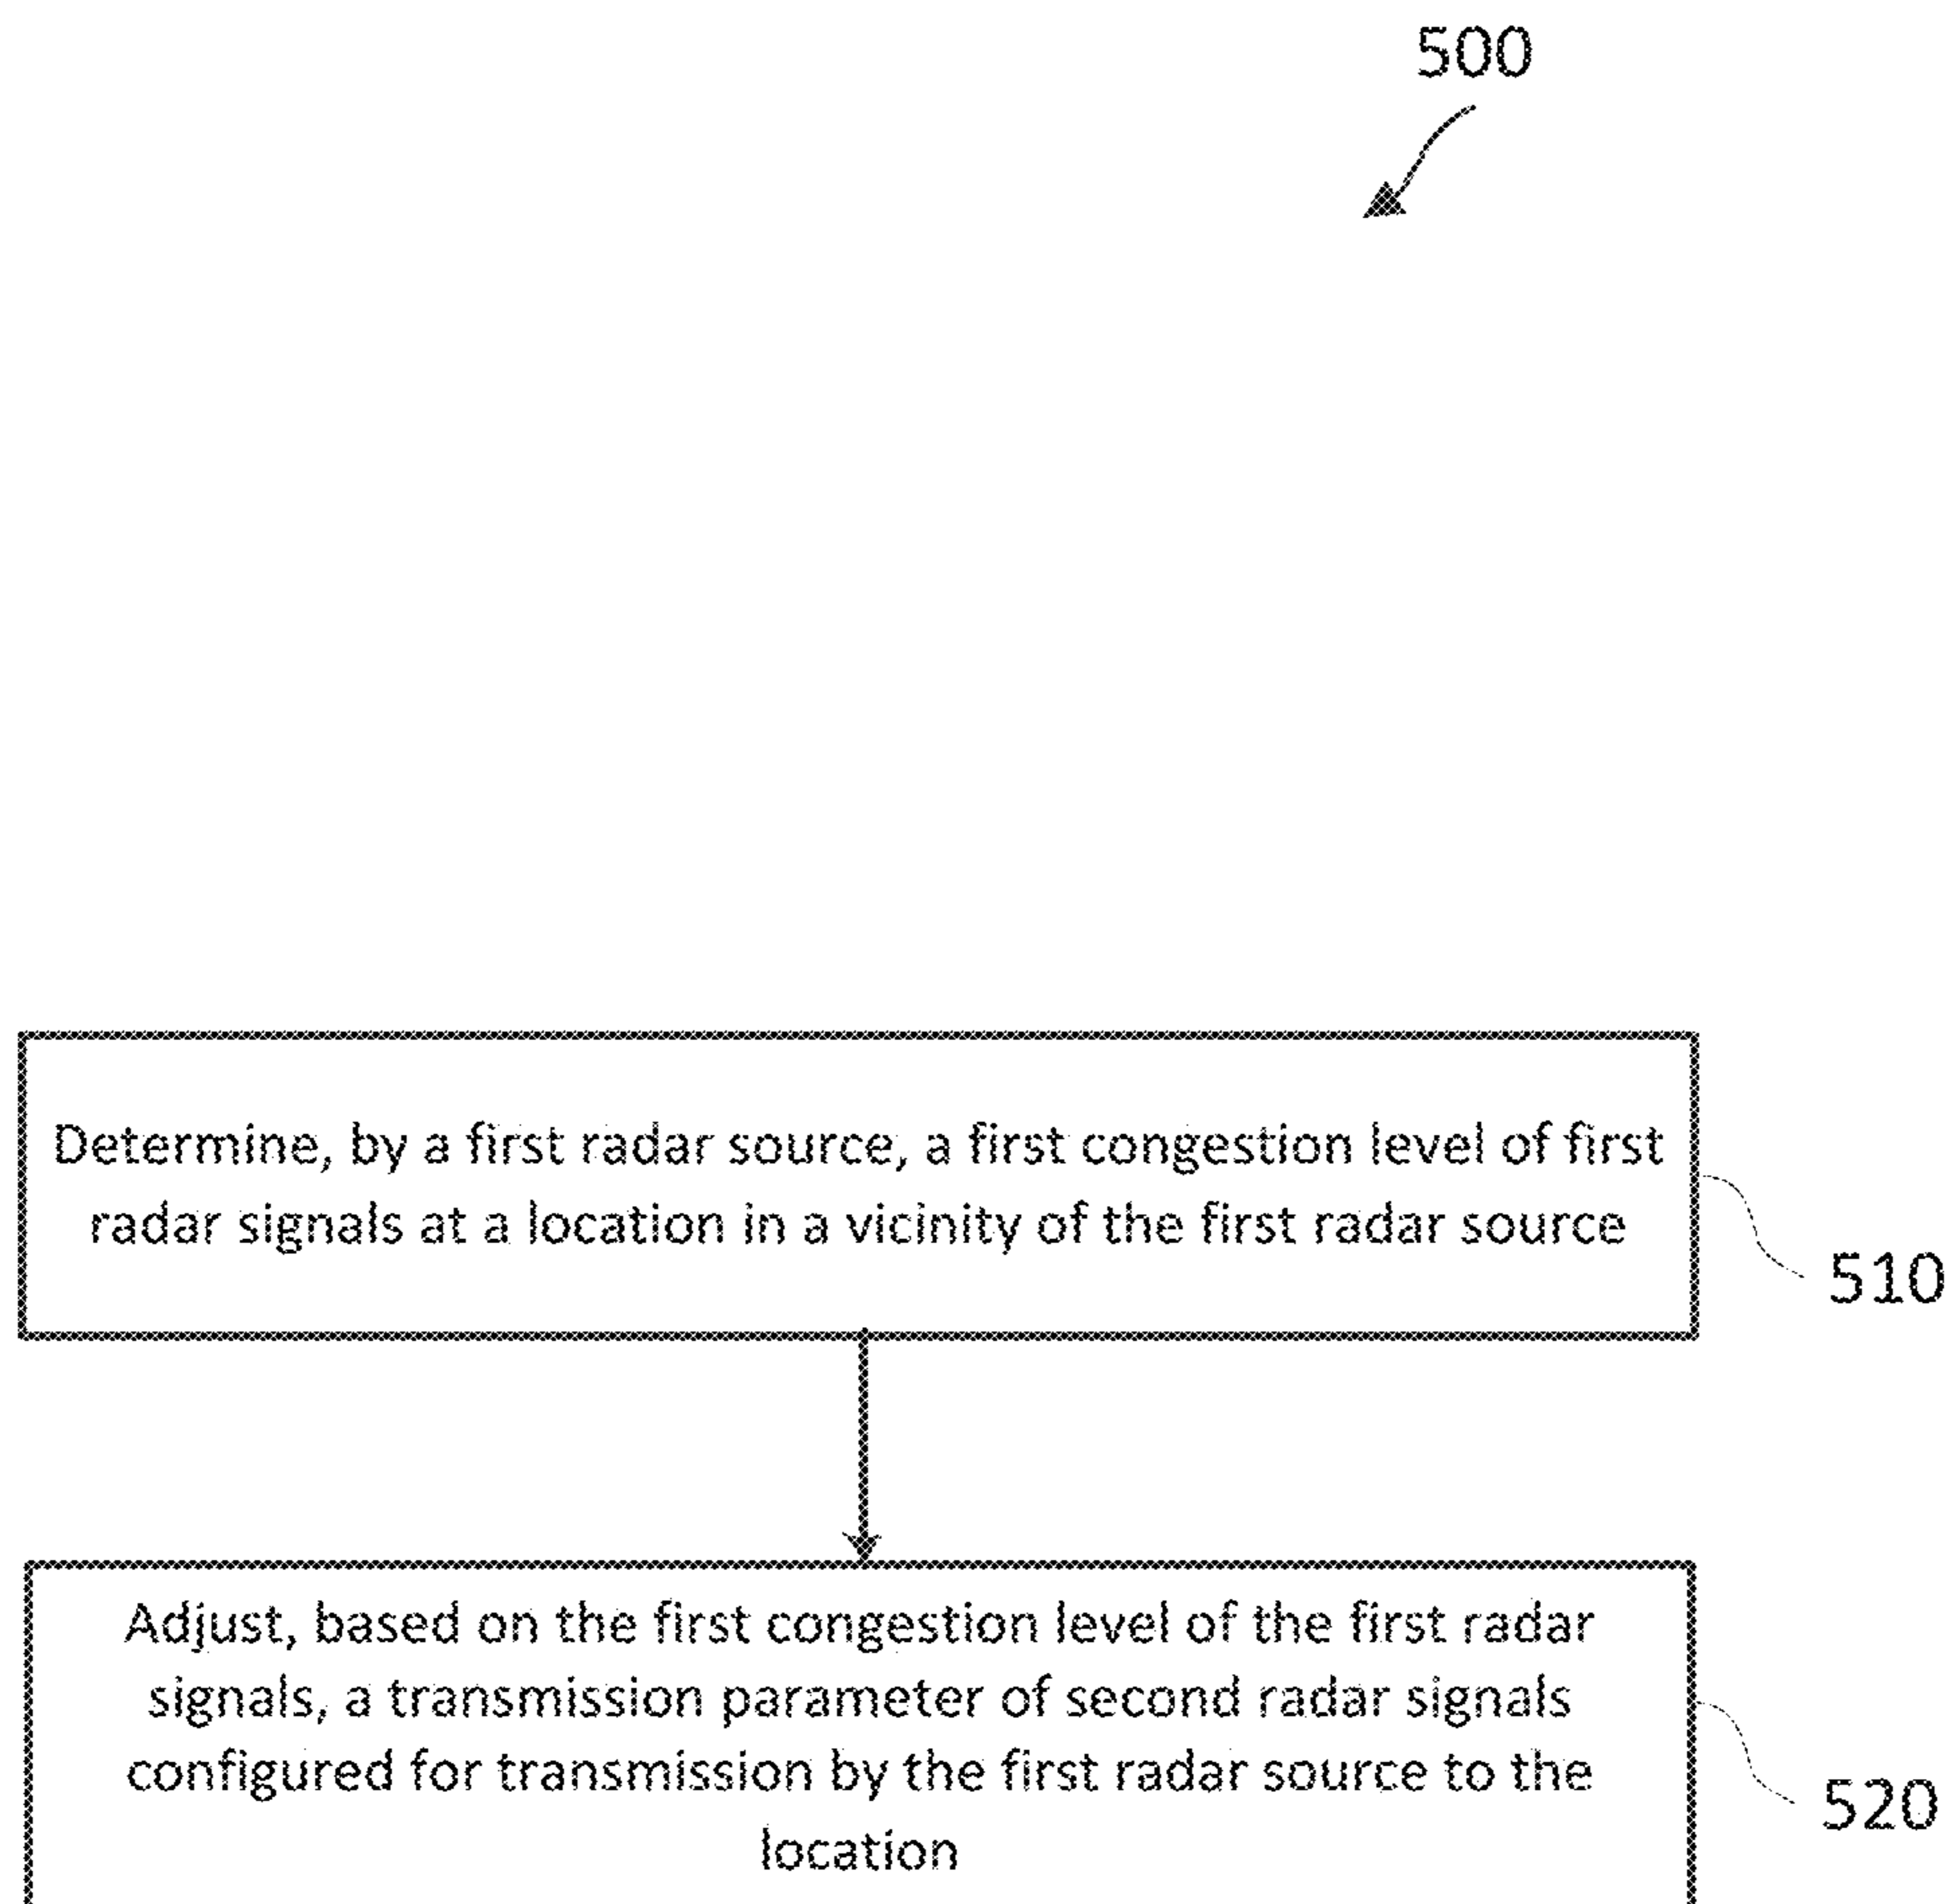 500
Determine, by a first radar source, a first congestion level of first
radar signals at a location in a vicinity of the first radar source
510
Adjust, based on the first congestion level of the first radar
signals, a transmission parameter of second radar signals
configured for transmission by the first radar source to the
location
520